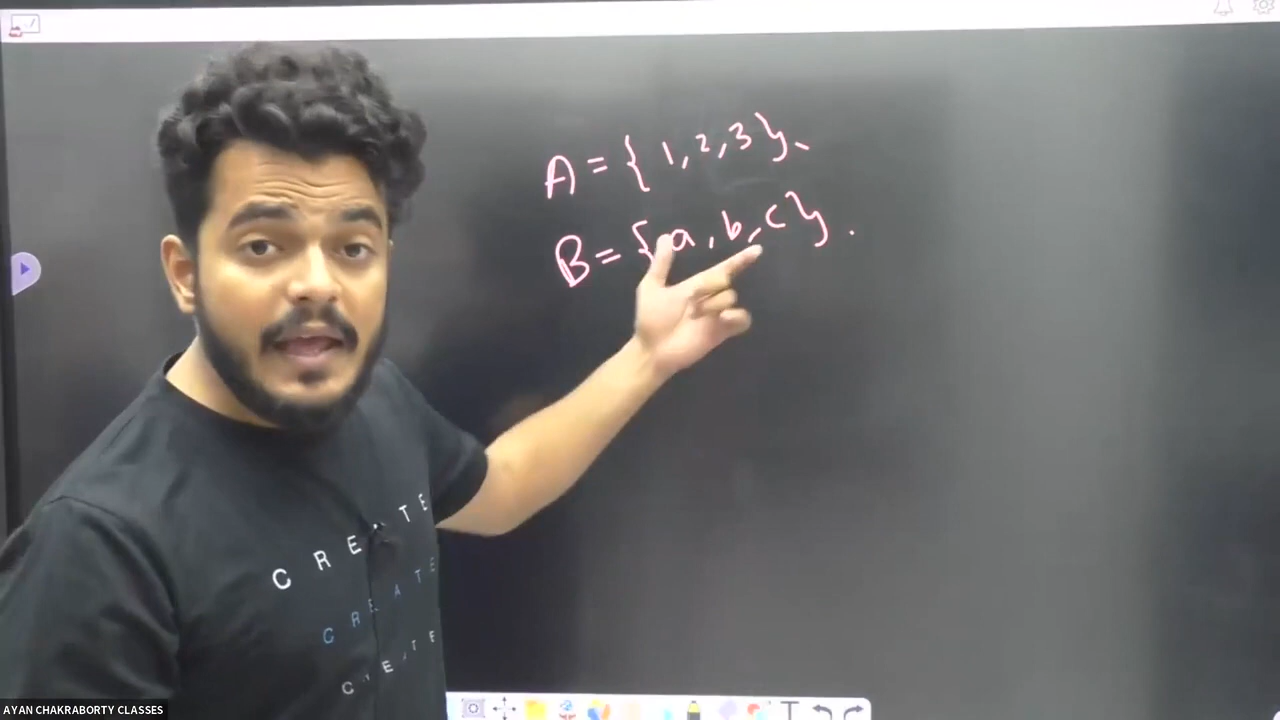 A = { 1, 2, 3 }
B = { a, b, c }.
CREATE
CREATE
CREATE
AYAN CHAKRABORTY CLASSES